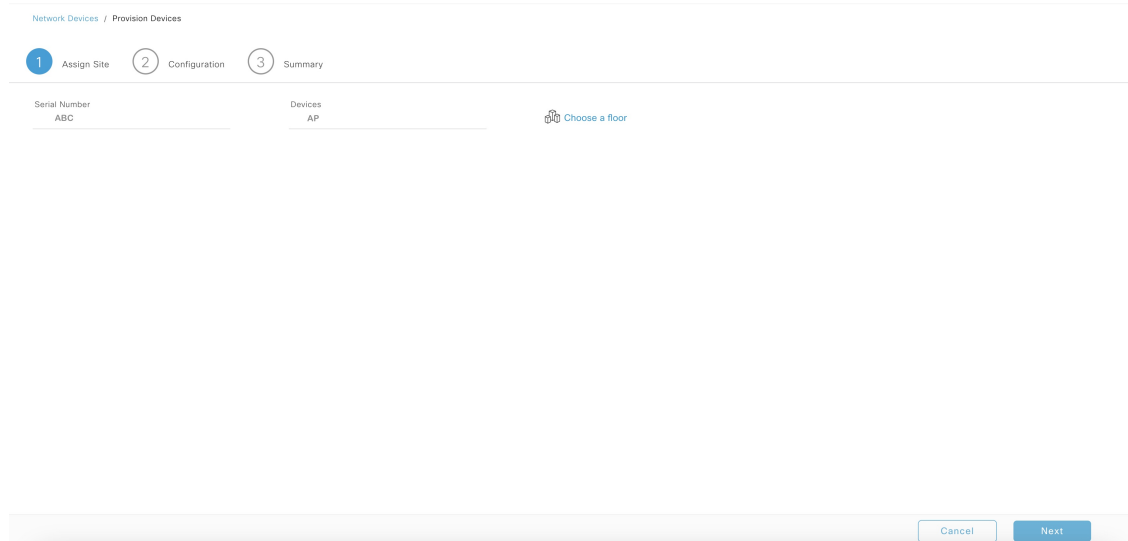 Network Devices / Provision Devices
1 Assign Site 2 Configuration 3 Summary
Serial Number Devices
ABC AP Choose a floor
Cancel Next